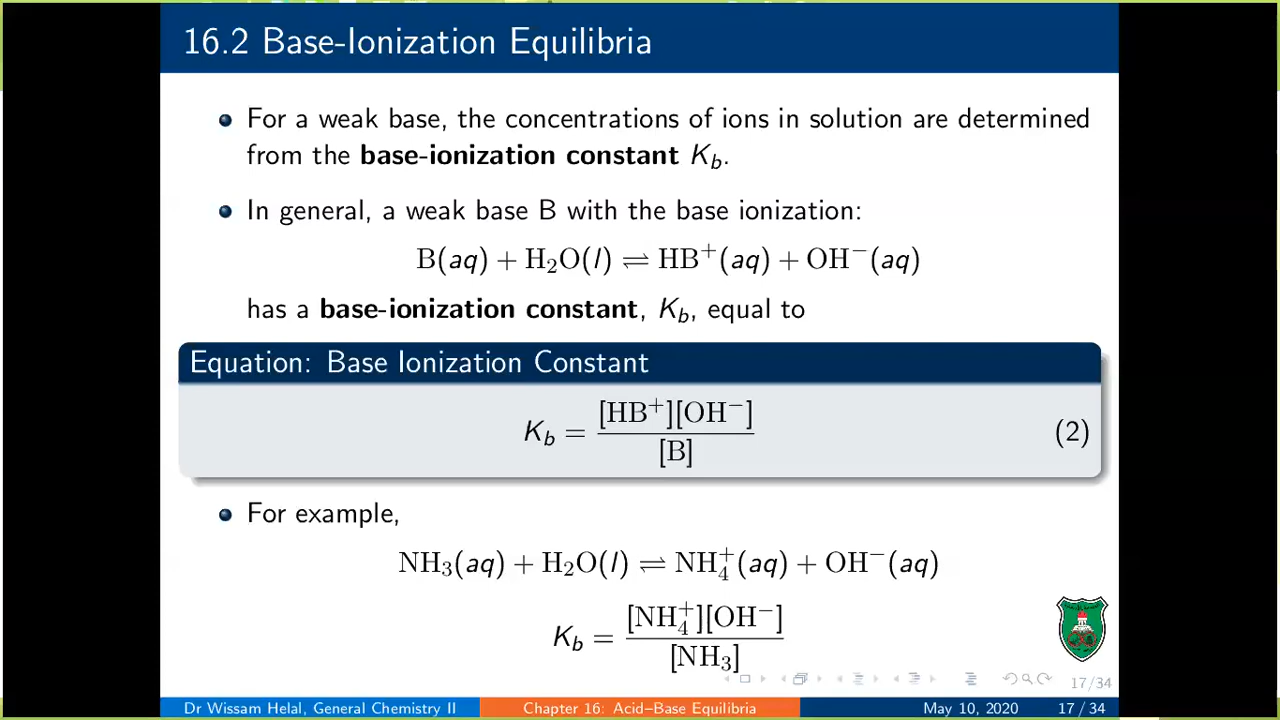 16.2 Base-Ionization Equilibria
For a weak base, the concentrations of ions in solution are determined
from the base-ionization constant K_b.
In general, a weak base B with the base ionization:
B(aq) + H₂O(l) ⇌ HB⁺(aq) + OH⁻(aq)
has a base-ionization constant, K_b, equal to
Equation: Base Ionization Constant
K_b = [HB⁺][OH⁻] / [B] (2)
For example,
NH₃(aq) + H₂O(l) ⇌ NH₄⁺(aq) + OH⁻(aq)
K_b = [NH₄⁺][OH⁻] / [NH₃]
17/34
Dr Wissam Helal, General Chemistry II Chapter 16: Acid–Base Equilibria May 10, 2020 17 / 34